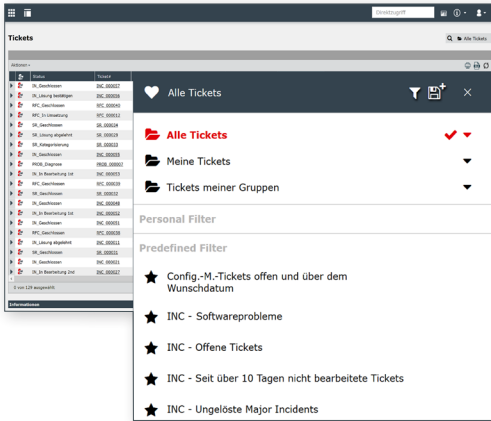 Direktzugriff
Tickets
Alle Tickets
Aktionen
Status Ticket#
IN_Geschlossen INC_000057
IN_Lösung bestätigen INC_000056
RFC_Geschlossen RFC_000040
RFC_In Umsetzung RFC_000012
SR_Geschlossen SR_000034
SR_Lösung abgelehnt SR_000029
SR_Kategorisierung SR_000033
IN_Geschlossen INC_000055
PROB_Diagnose PROB_000007
IN_In Bearbeitung 1st INC_000053
RFC_Geschlossen RFC_000039
SR_Geschlossen SR_000032
IN_Geschlossen INC_000048
IN_In Bearbeitung 1st INC_000052
IN_Geschlossen INC_000051
RFC_Geschlossen RFC_000038
IN_Lösung abgelehnt INC_000011
SR_Geschlossen SR_000031
IN_Geschlossen INC_000031
IN_In Bearbeitung 2nd INC_000027
0 von 129 ausgewählt
Informationen
Alle Tickets
Alle Tickets
Meine Tickets
Tickets meiner Gruppen
Personal Filter
Predefined Filter
Config.-M.-Tickets offen und über dem
Wunschdatum
INC - Softwareprobleme
INC - Offene Tickets
INC - Seit über 10 Tagen nicht bearbeitete Tickets
INC - Ungelöste Major Incidents